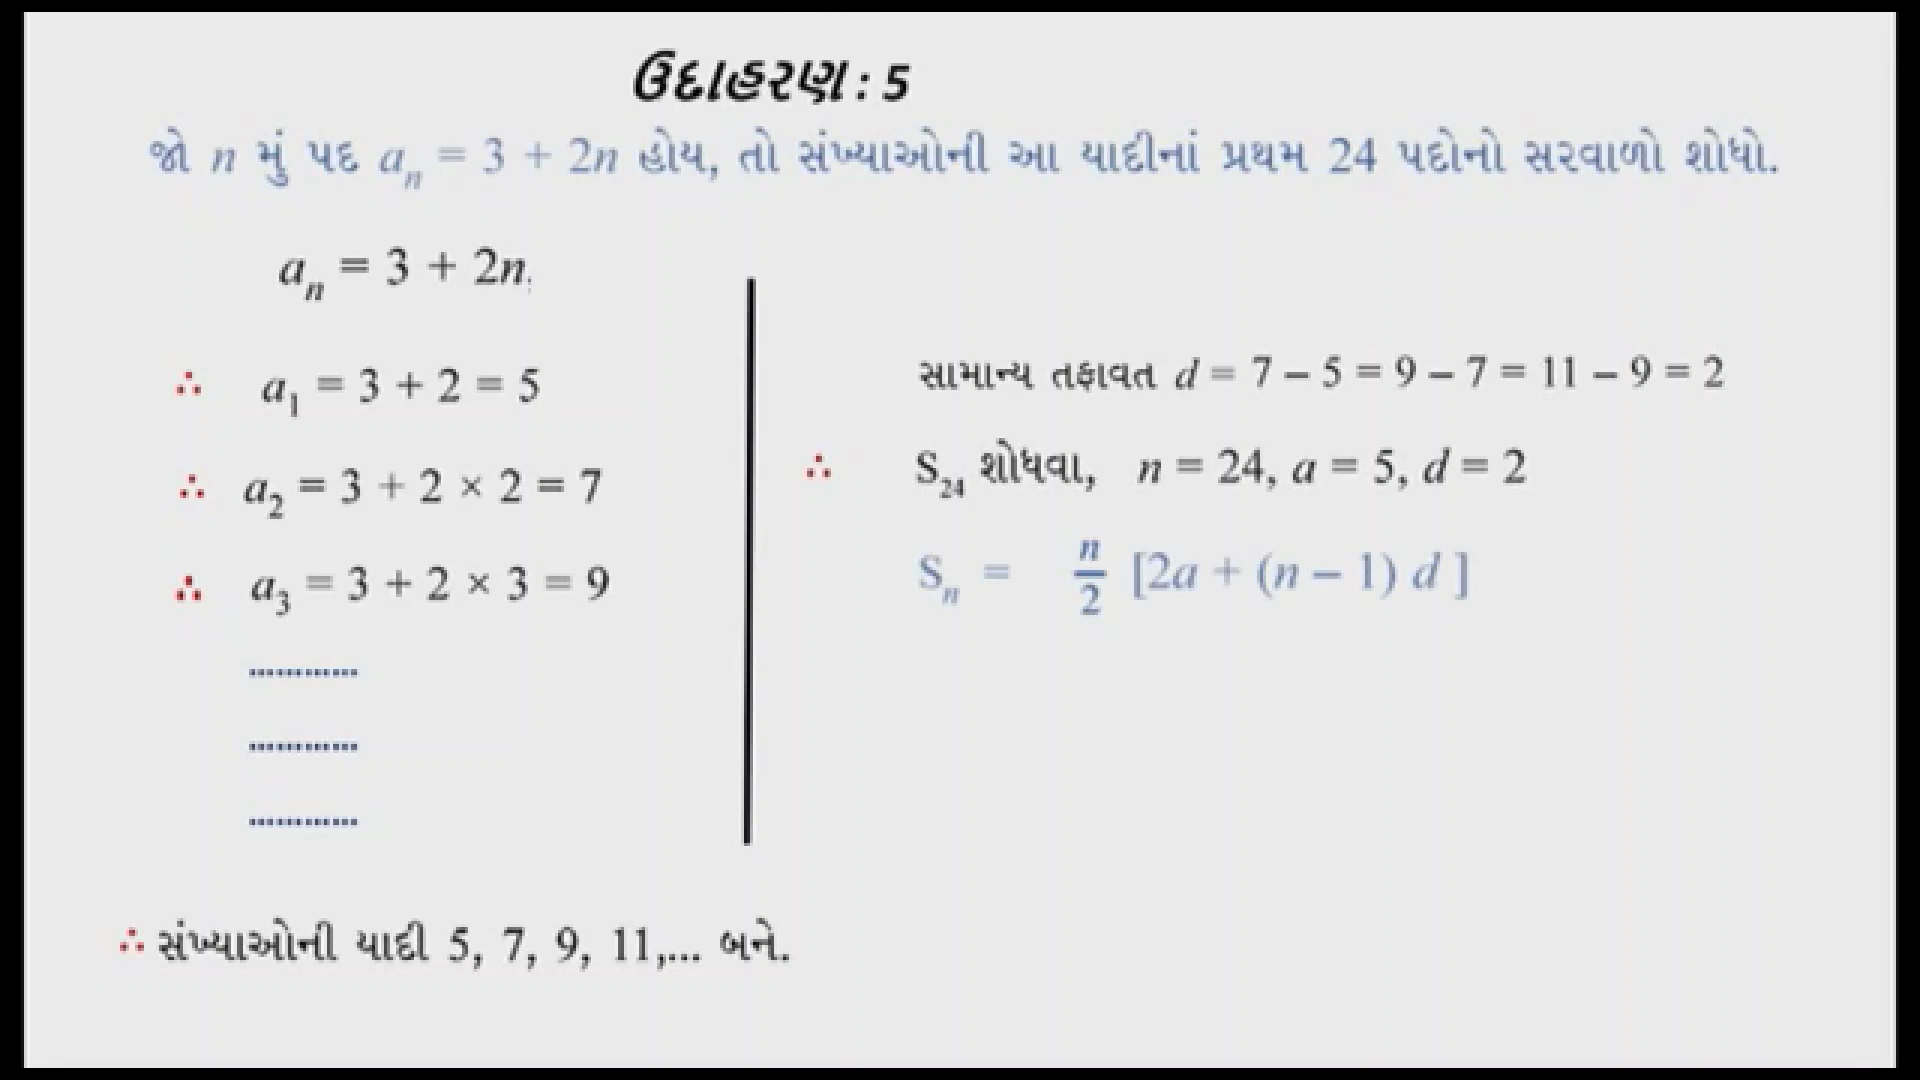 ઉદાહરણ : 5
જો n મું પદ aₙ = 3 + 2n હોય, તો સંખ્યાઓની આ યાદીનાં પ્રથમ 24 પદોનો સરવાળો શોધો.
aₙ = 3 + 2n
∴ a₁ = 3 + 2 = 5
∴ a₂ = 3 + 2 × 2 = 7
∴ a₃ = 3 + 2 × 3 = 9
............
............
............
∴ સંખ્યાઓની યાદી 5, 7, 9, 11,... બને.
સામાન્ય તફાવત d = 7 – 5 = 9 – 7 = 11 – 9 = 2
∴ S₂₄ શોધવા, n = 24, a = 5, d = 2
Sₙ = n/2 [2a + (n – 1) d ]